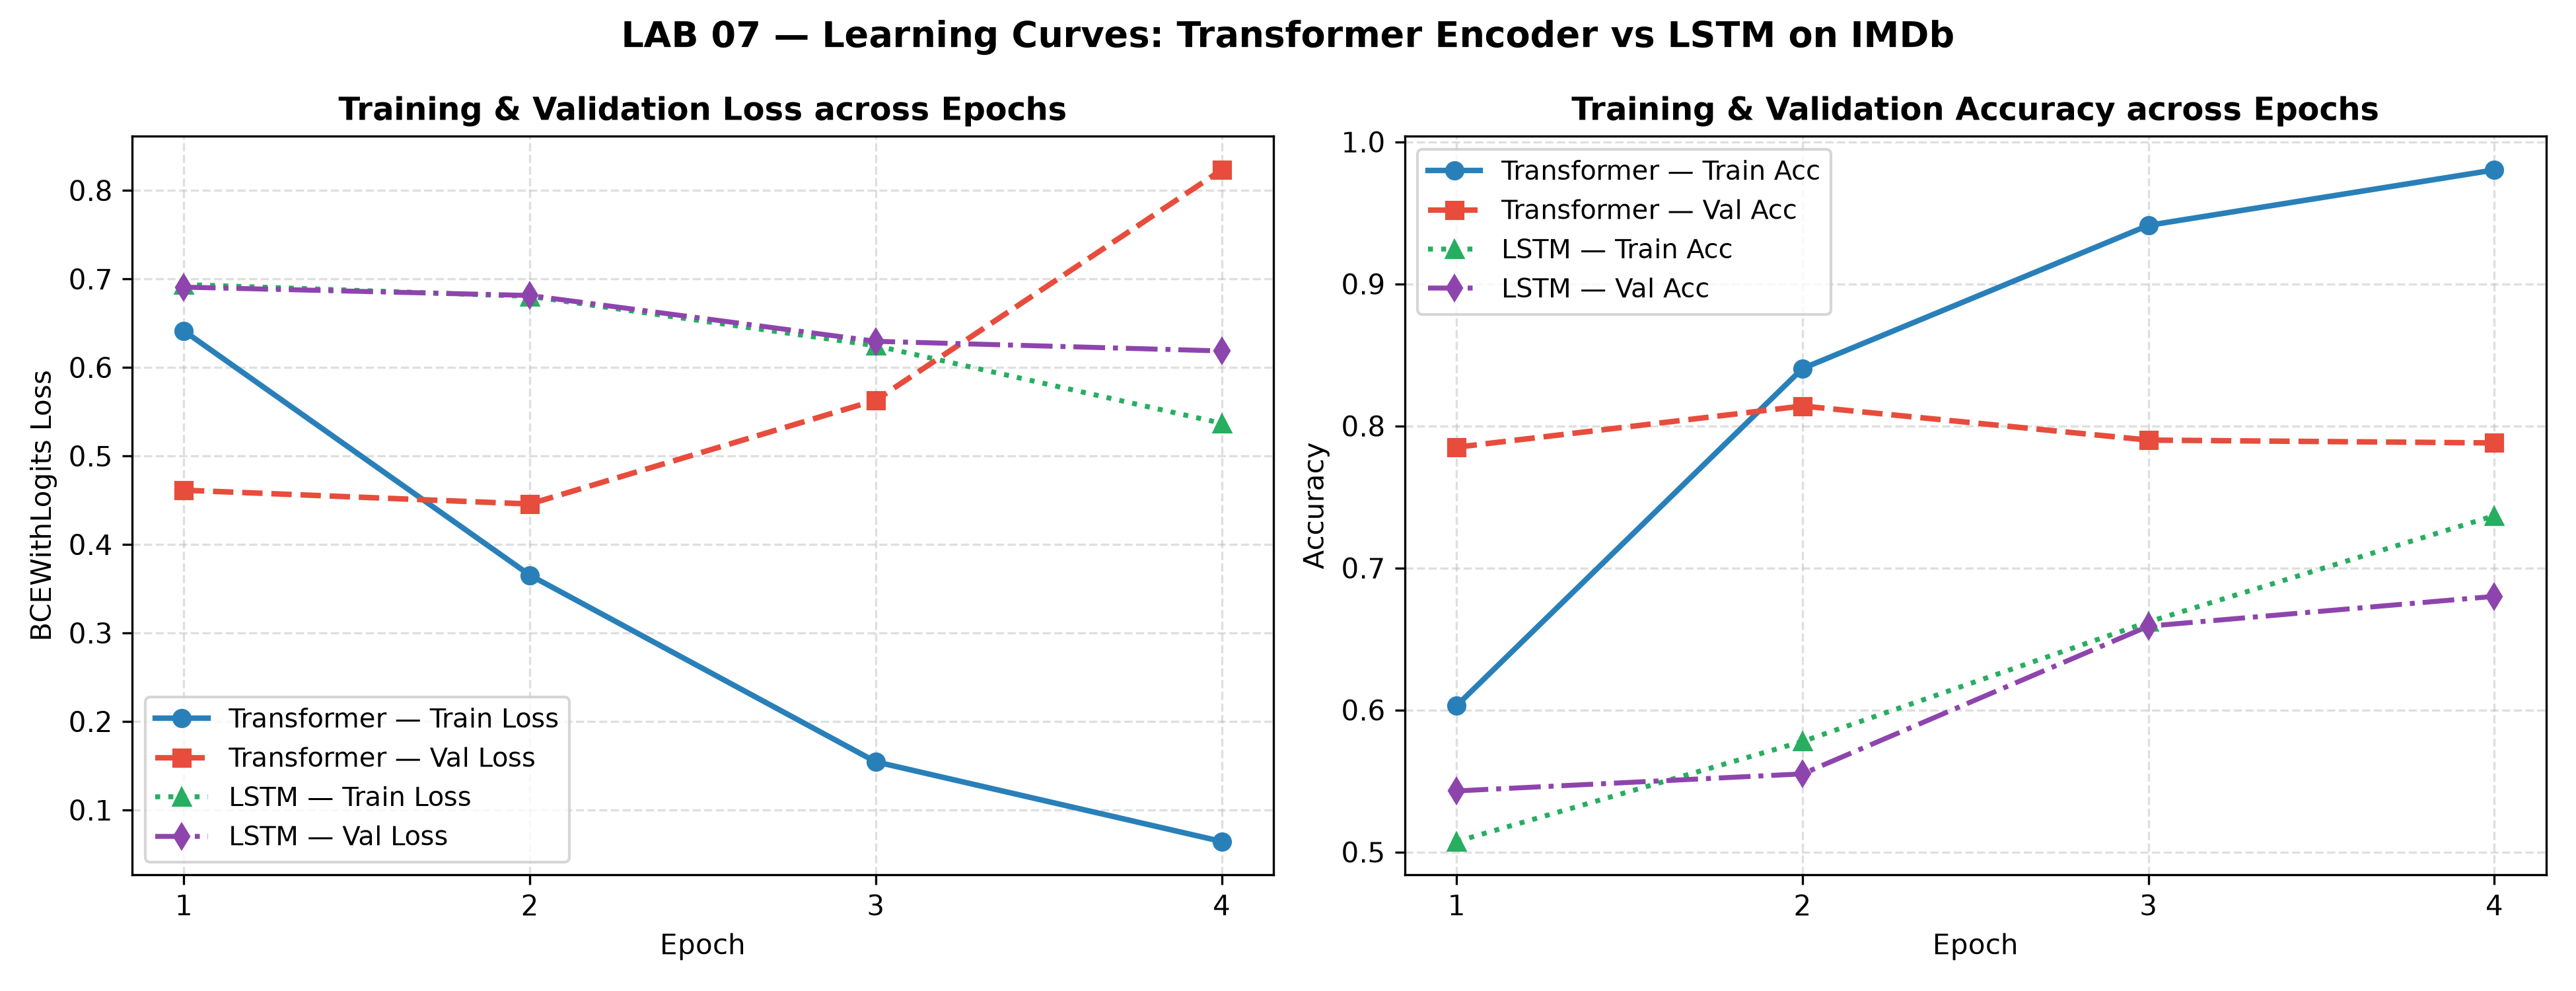 LAB 07 — Learning Curves: Transformer Encoder vs LSTM on IMDb
Training & Validation Loss across Epochs
BCEWithLogits Loss
0.8
0.7
0.6
0.5
0.4
0.3
0.2
0.1
Transformer — Train Loss
Transformer — Val Loss
LSTM — Train Loss
LSTM — Val Loss
1 2 3 4
Epoch
Training & Validation Accuracy across Epochs
Accuracy
1.0
0.9
0.8
0.7
0.6
0.5
Transformer — Train Acc
Transformer — Val Acc
LSTM — Train Acc
LSTM — Val Acc
1 2 3 4
Epoch